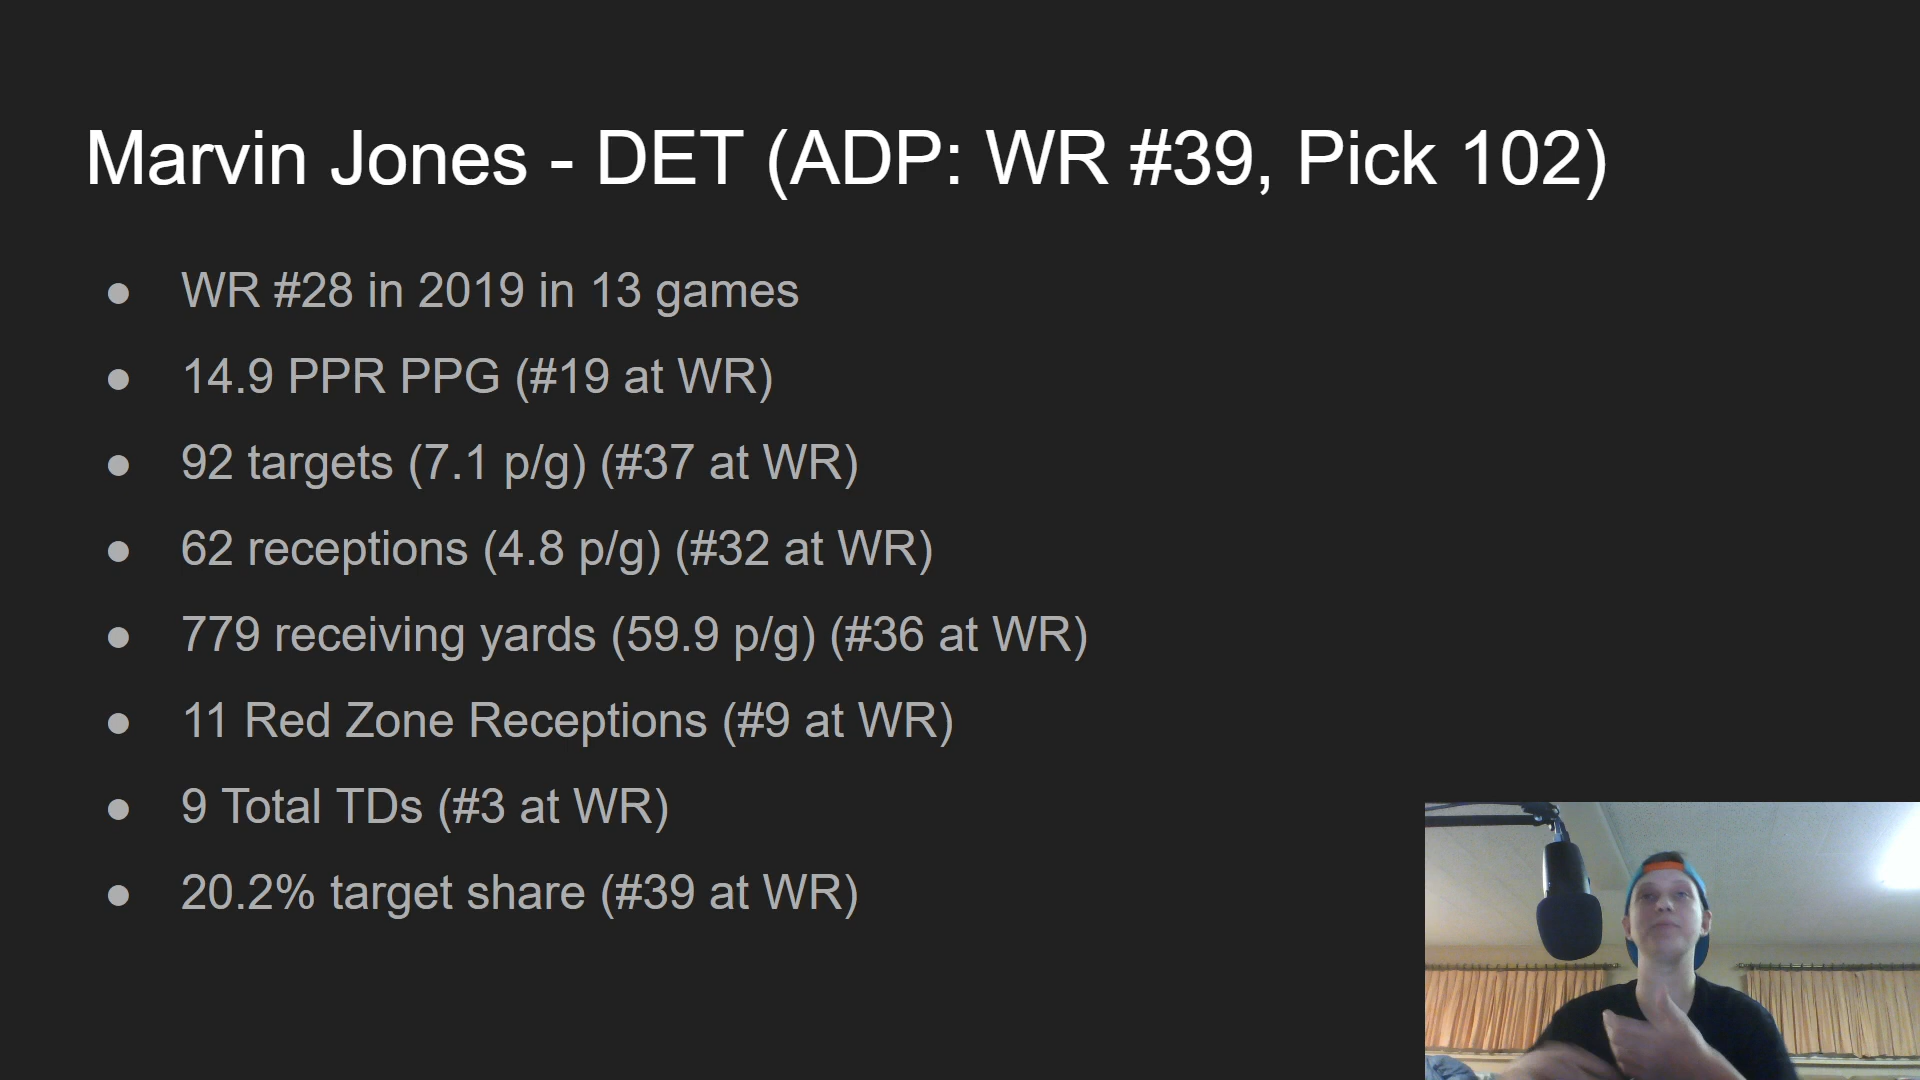 Marvin Jones - DET (ADP: WR #39, Pick 102)
● WR #28 in 2019 in 13 games
● 14.9 PPR PPG (#19 at WR)
● 92 targets (7.1 p/g) (#37 at WR)
● 62 receptions (4.8 p/g) (#32 at WR)
● 779 receiving yards (59.9 p/g) (#36 at WR)
● 11 Red Zone Receptions (#9 at WR)
● 9 Total TDs (#3 at WR)
● 20.2% target share (#39 at WR)